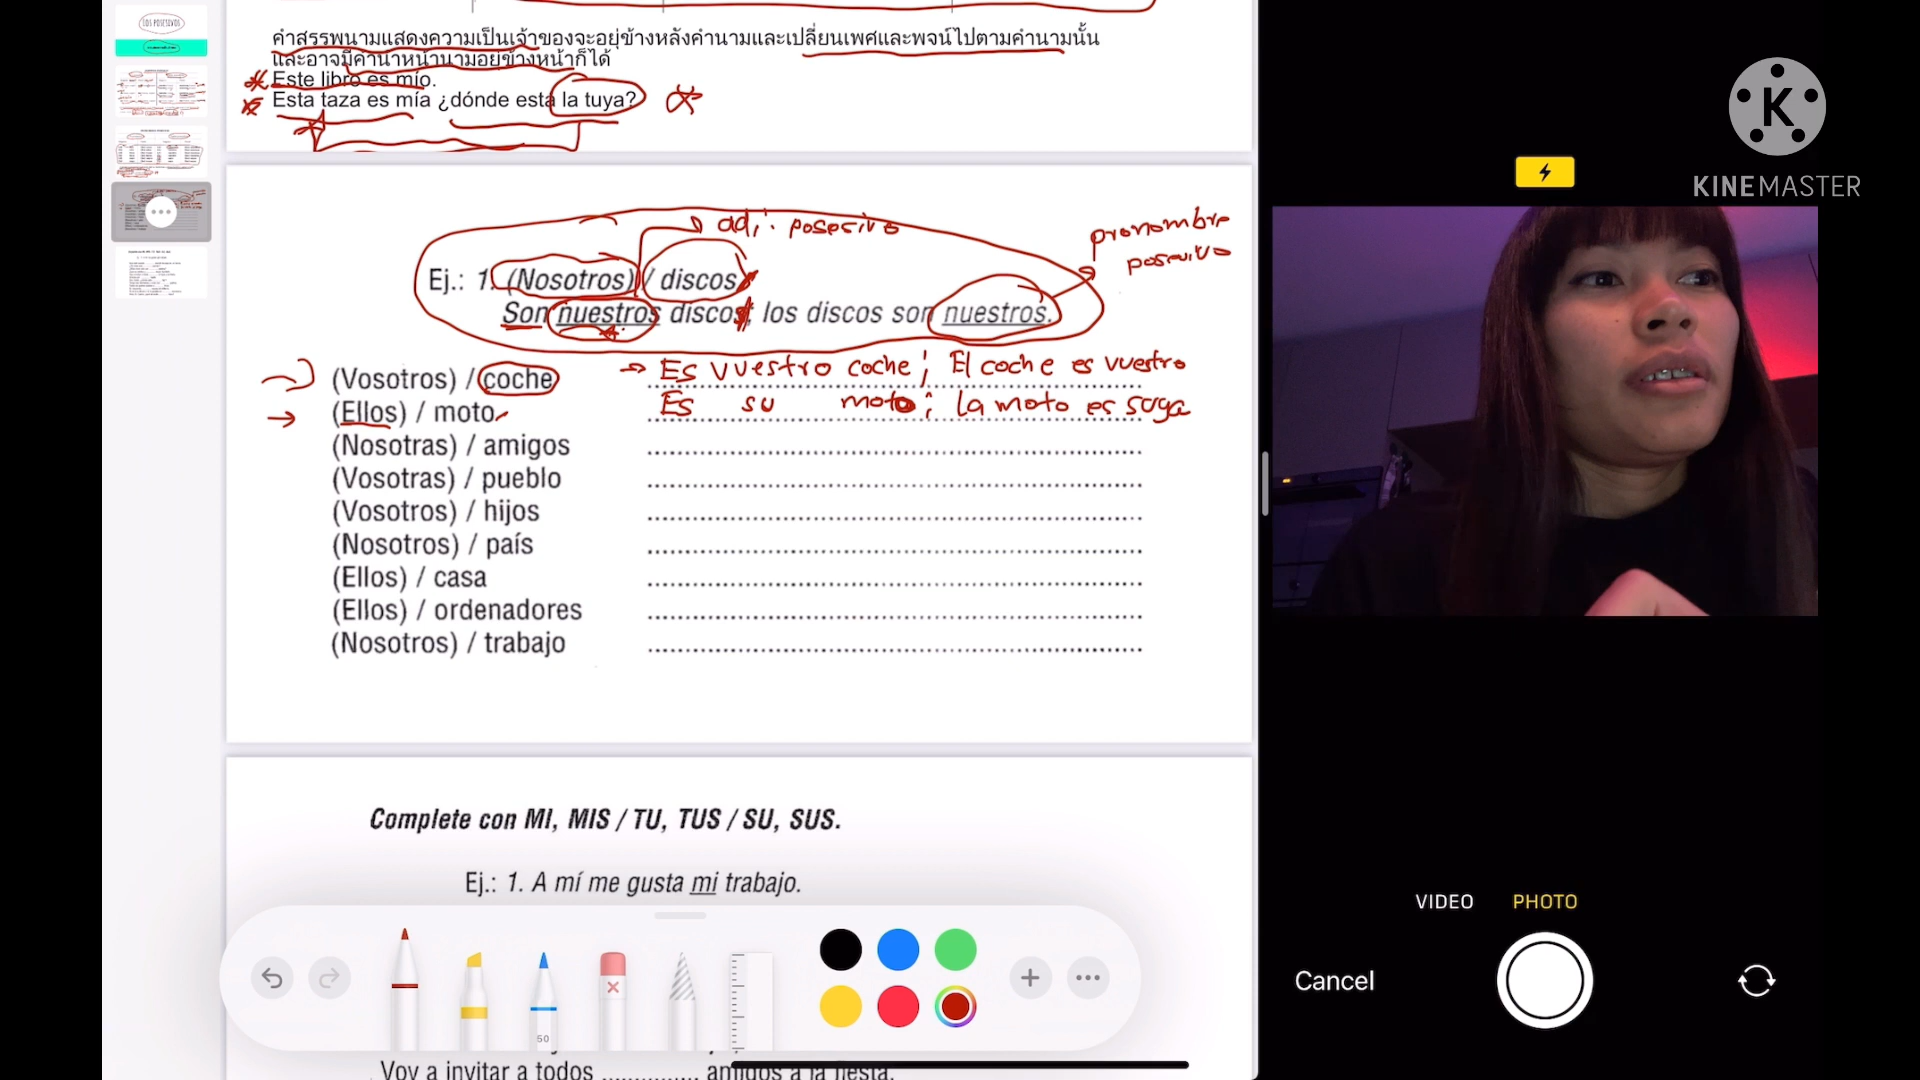 คำสรรพนามแสดงความเป็นเจ้าของจะอยู่ข้างหลังคำนามและเปลี่ยนเพศและพจน์ไปตามคำนามนั้น
และอาจมีคำนำหน้านามอยู่ข้างหน้าก็ได้
Este libro es mío.
Esta taza es mía ¿dónde está la tuya?
adj. posesivo
pronombre
posesivo
Ej.: 1. (Nosotros) / discos
Son nuestros discos; los discos son nuestros.
(Vosotros) / coche → Es vuestro coche; El coche es vuestro
(Ellos) / moto Es su moto; La moto es suya
(Nosotras) / amigos
(Vosotras) / pueblo
(Vosotros) / hijos
(Nosotros) / país
(Ellos) / casa
(Ellos) / ordenadores
(Nosotros) / trabajo
Complete con MI, MIS / TU, TUS / SU, SUS.
Ej.: 1. A mí me gusta mi trabajo.
50
Voy a invitar a todos .............. amigos a la fiesta.
LOS POSESIVOS
K
KINEMASTER
VIDEO PHOTO
Cancel